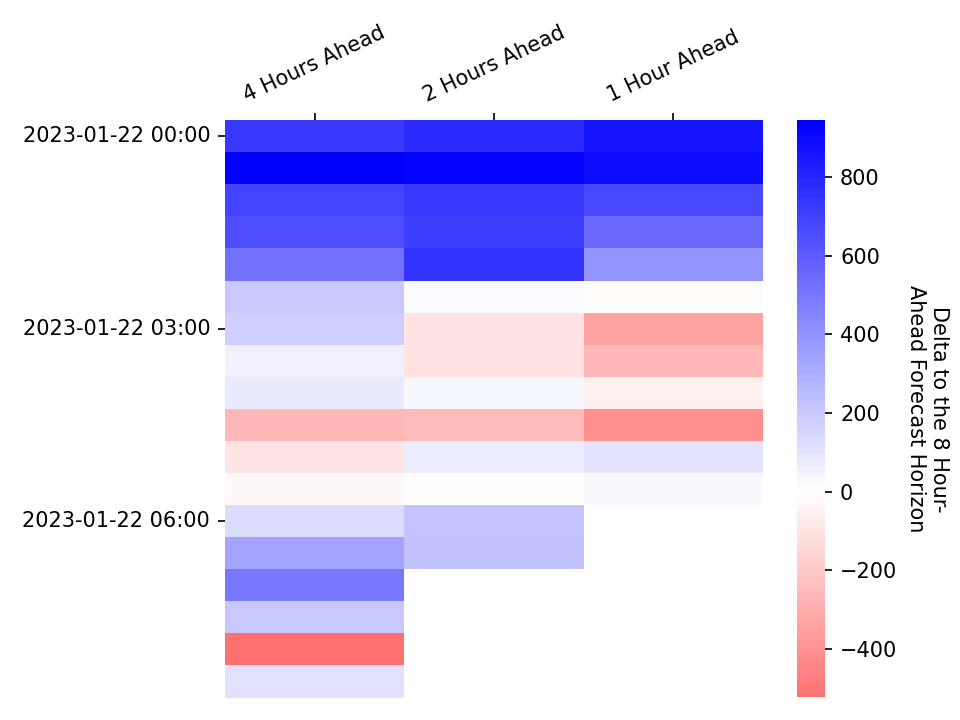 4 Hours Ahead
2 Hours Ahead
1 Hour Ahead
2023-01-22 00:00
2023-01-22 03:00
2023-01-22 06:00
800
600
400
200
0
−200
−400
Delta to the 8 Hour-
Ahead Forecast Horizon